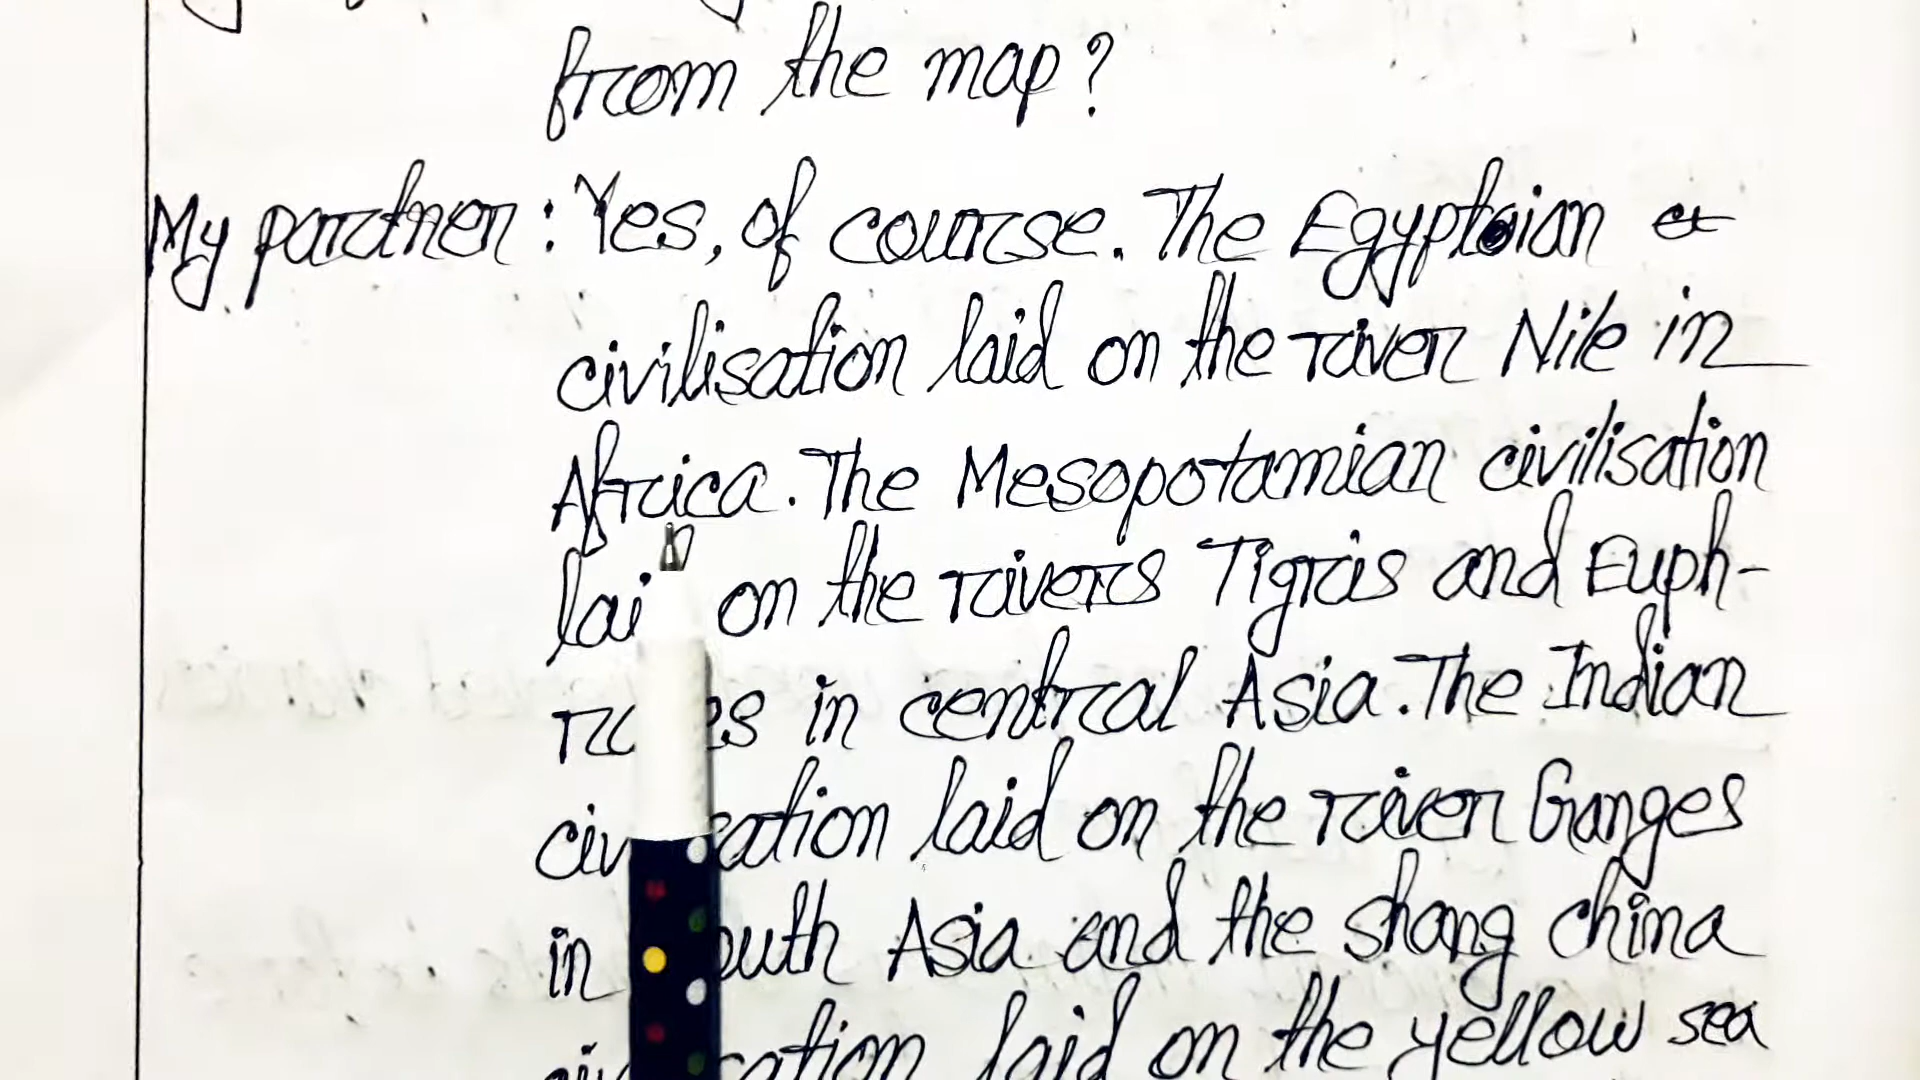 from the map?
My partner : Yes, of course. The Egyptian
civilisation laid on the river Nile in
Africa. The Mesopotamian civilisation
on the rivers Tigris and Euph-
in central Asia. The Indian
laid on the river Ganges
in Asia and the shang china
laid on the yellow sea